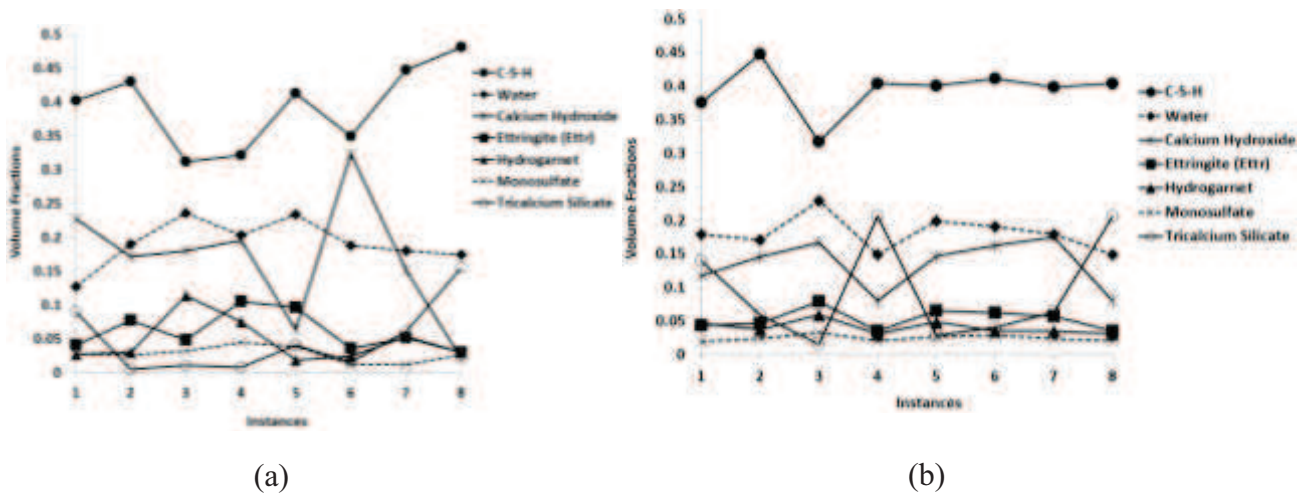 0.5
0.45
0.4
0.35
0.3
0.25
0.2
0.15
0.1
0.05
0
Volume Fractions
1 2 3 4 5 6 7 8
Instances
C-S-H
Water
Calcium Hydroxide
Ettringite (Ettr)
Hydrogarnet
Monosulfate
Tricalcium Silicate
(a)
0.5
0.45
0.4
0.35
0.3
0.25
0.2
0.15
0.1
0.05
0
Volume Fractions
1 2 3 4 5 6 7 8
Instances
C-S-H
Water
Calcium Hydroxide
Ettringite (Ettr)
Hydrogarnet
Monosulfate
Tricalcium Silicate
(b)